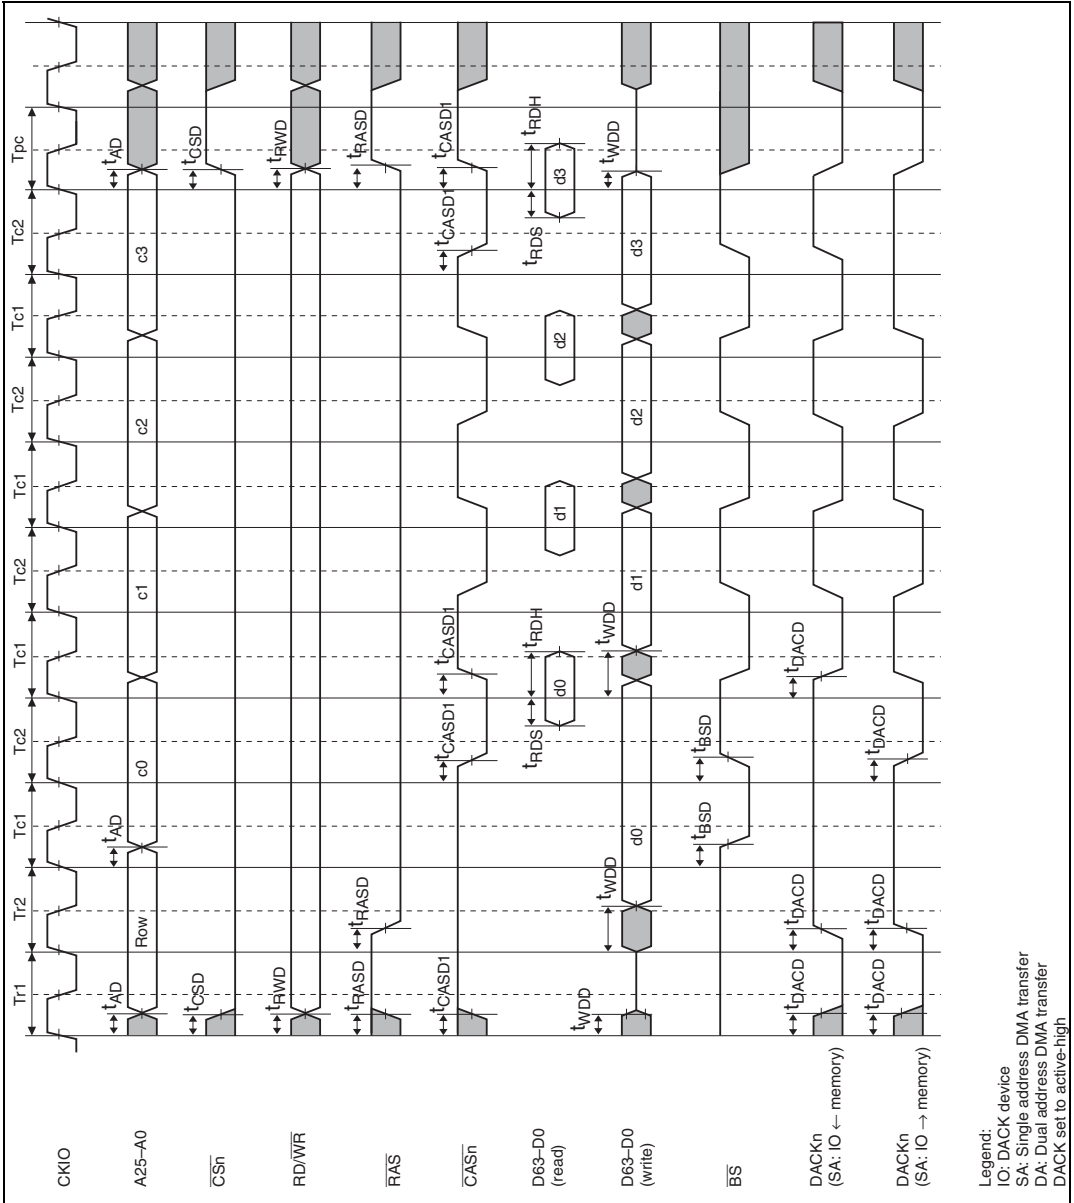 Tr1 Tr2 Tc1 Tc2 Tc1 Tc2 Tc1 Tc2 Tc1 Tc2 Tpc
CKIO
tAD tAD tAD
A25–A0 Row c0 c1 c2 c3
tCSD tCSD
CSn
tRWD tRWD
RD/WR
tRASD tRASD tRASD
RAS
tCASD1 tCASD1 tCASD1 tCASD1 tCASD1
CASn
tRDS tRDH tRDS tRDH
D63–D0
(read) d0 d1 d2 d3
tWDD tWDD tWDD tWDD
D63–D0
(write) d0 d1 d2 d3
tBSD tBSD
BS
tDACD tDACD tDACD
DACKn
(SA: IO ← memory)
tDACD tDACD tDACD
DACKn
(SA: IO → memory)
Legend:
IO: DACK device
SA: Single address DMA transfer
DA: Dual address DMA transfer
DACK set to active-high